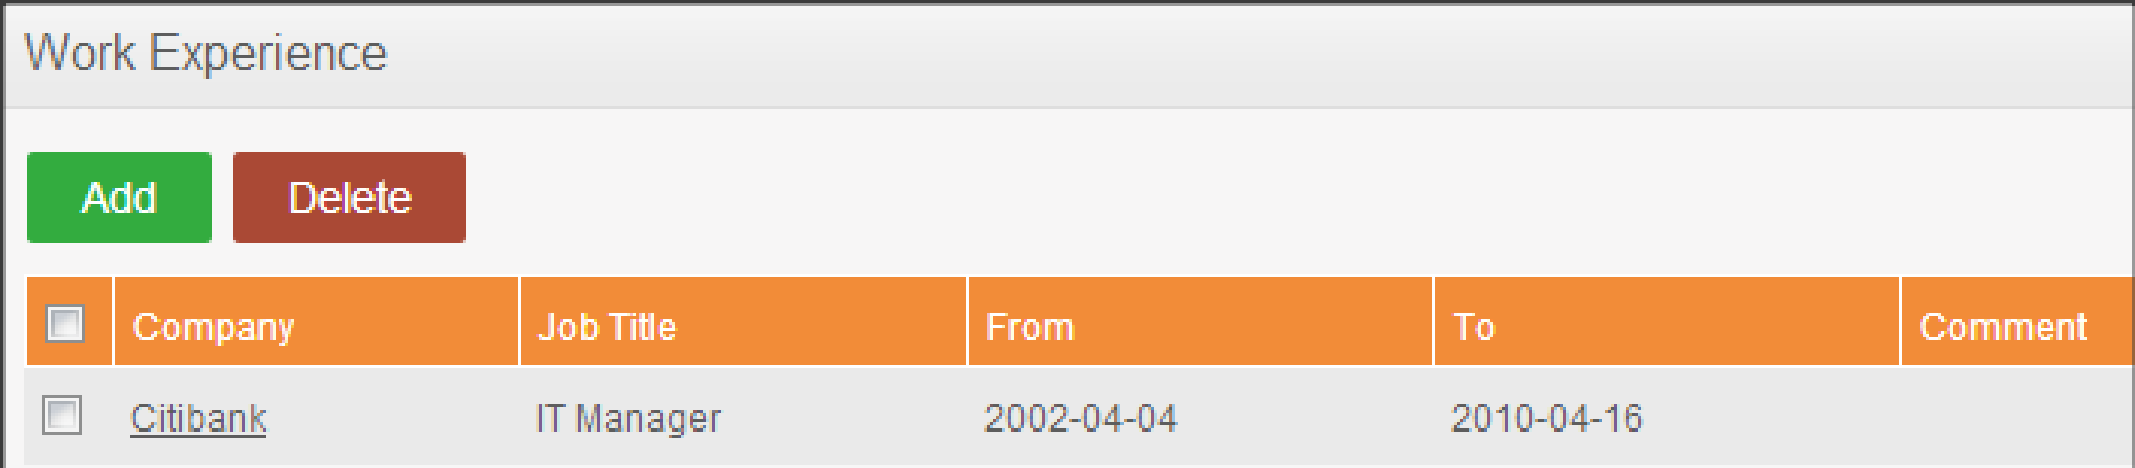 Work Experience
Add Delete
Company Job Title From To Comment
Citibank IT Manager 2002-04-04 2010-04-16